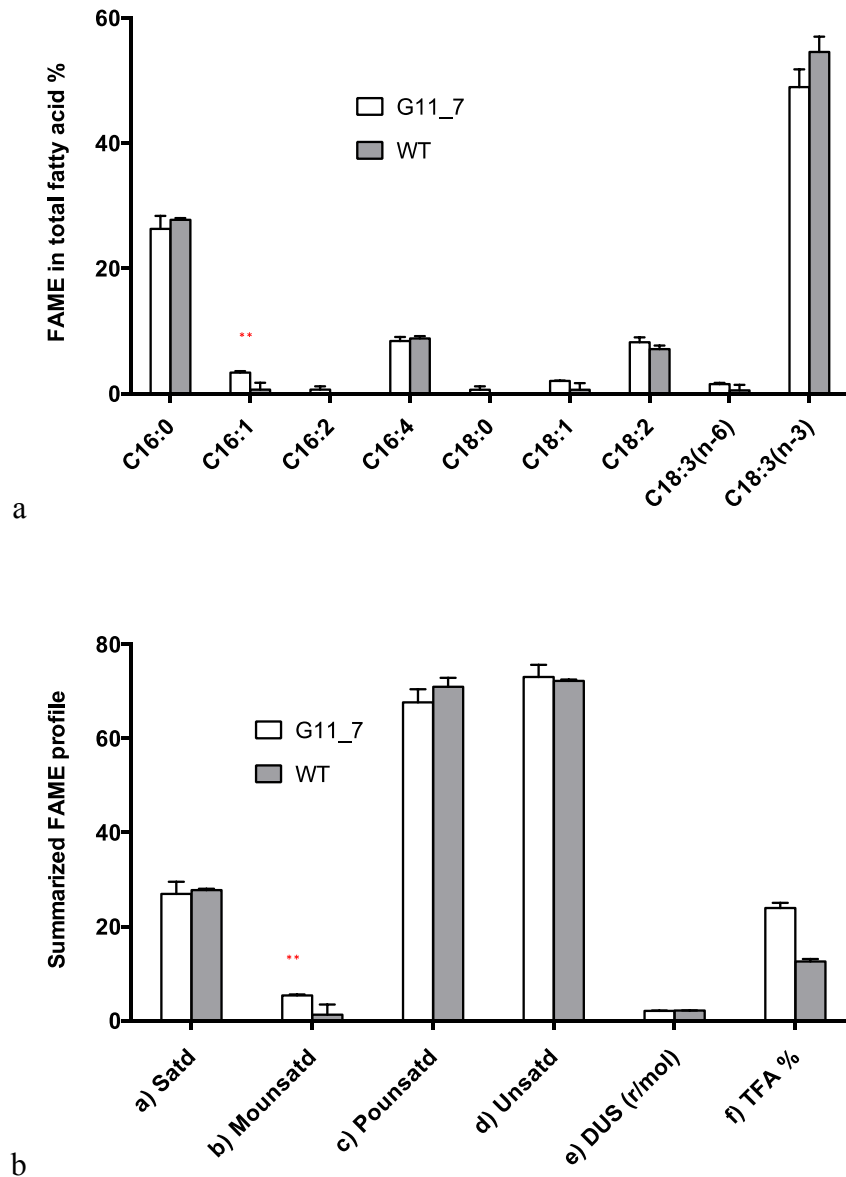 FAME in total fatty acid %
60
40
20
0
G11_7
WT
**
C16:0
C16:1
C16:2
C16:4
C18:0
C18:1
C18:2
C18:3(n-6)
C18:3(n-3)
a
Summarized FAME profile
80
60
40
20
0
G11_7
WT
**
a) Satd
b) Mounsatd
c) Pounsatd
d) Unsatd
e) DUS (r/mol)
f) TFA %
b